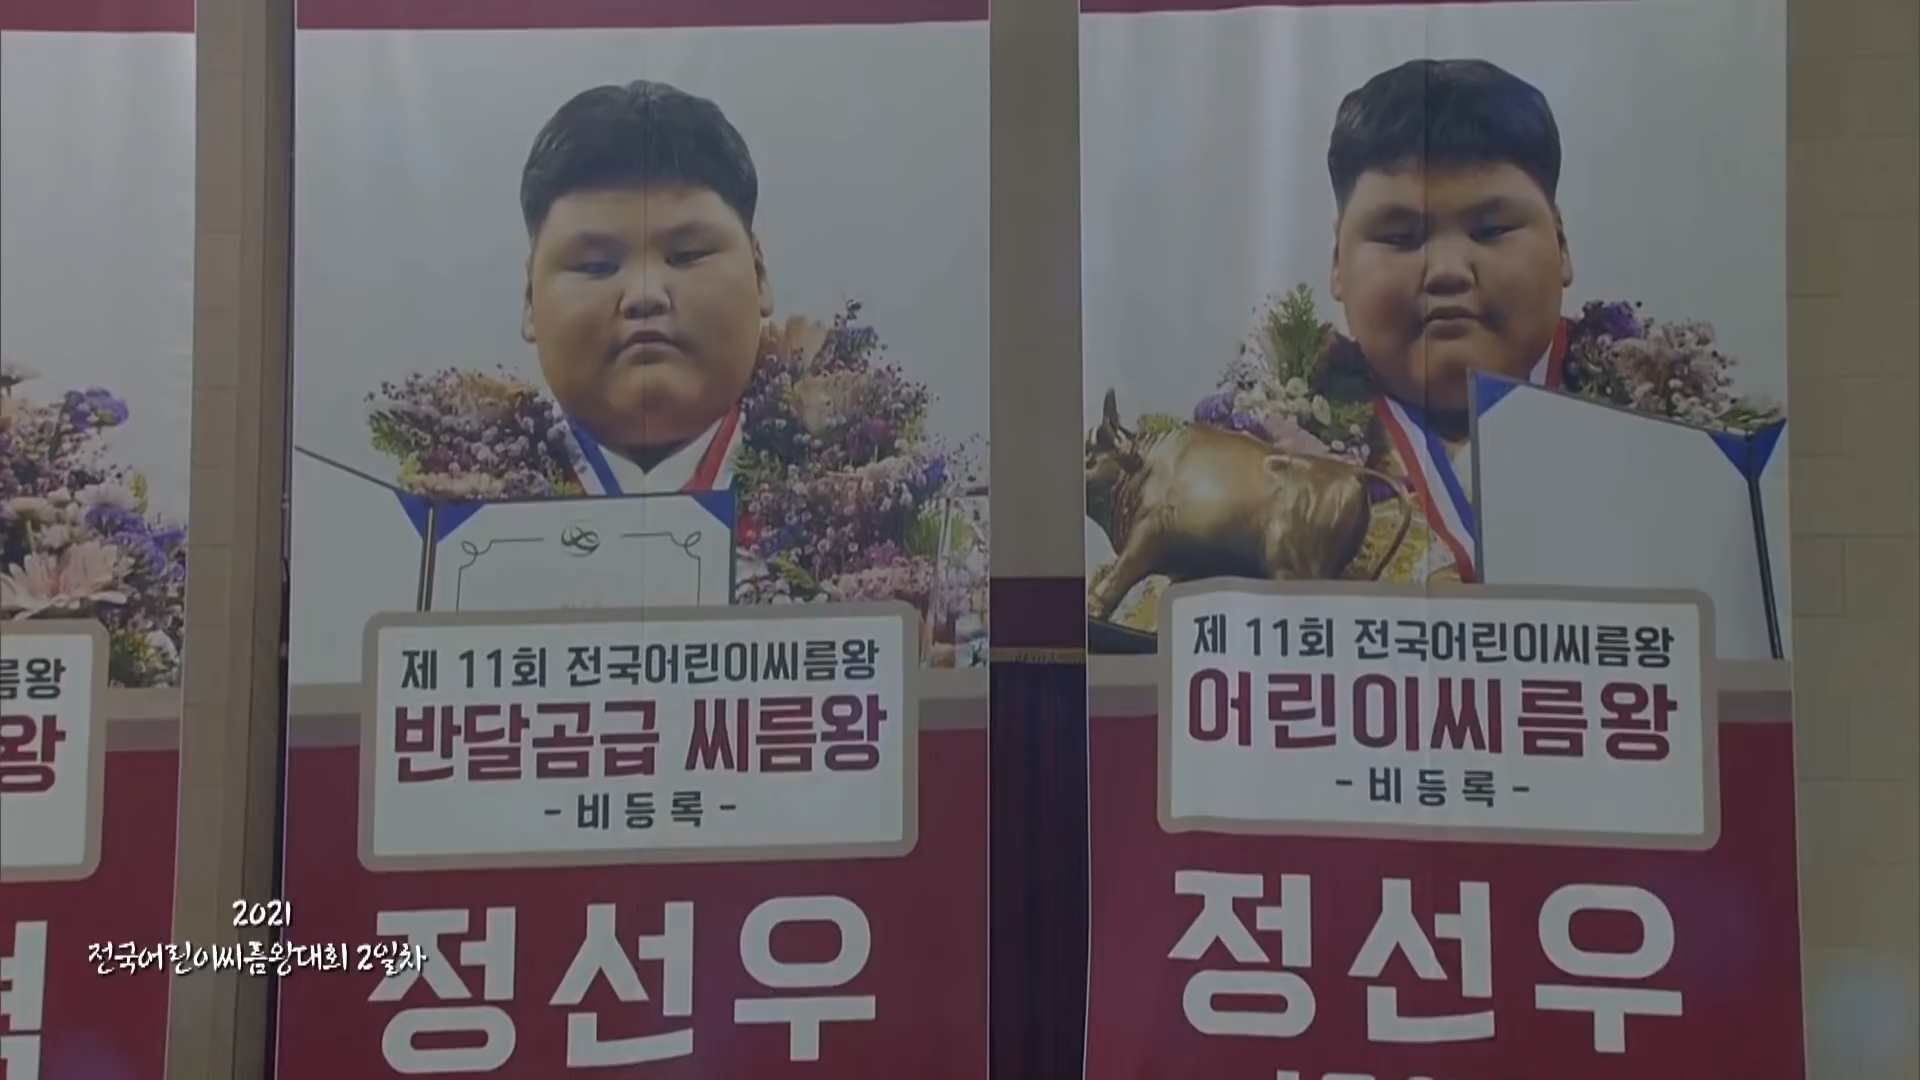 름왕
왕
제 11회 전국어린이씨름왕
반달곰급 씨름왕
- 비등록 -
정선우
제 11회 전국어린이씨름왕
어린이씨름왕
- 비등록 -
정선우
2021
전국어린이씨름왕대회 2일차